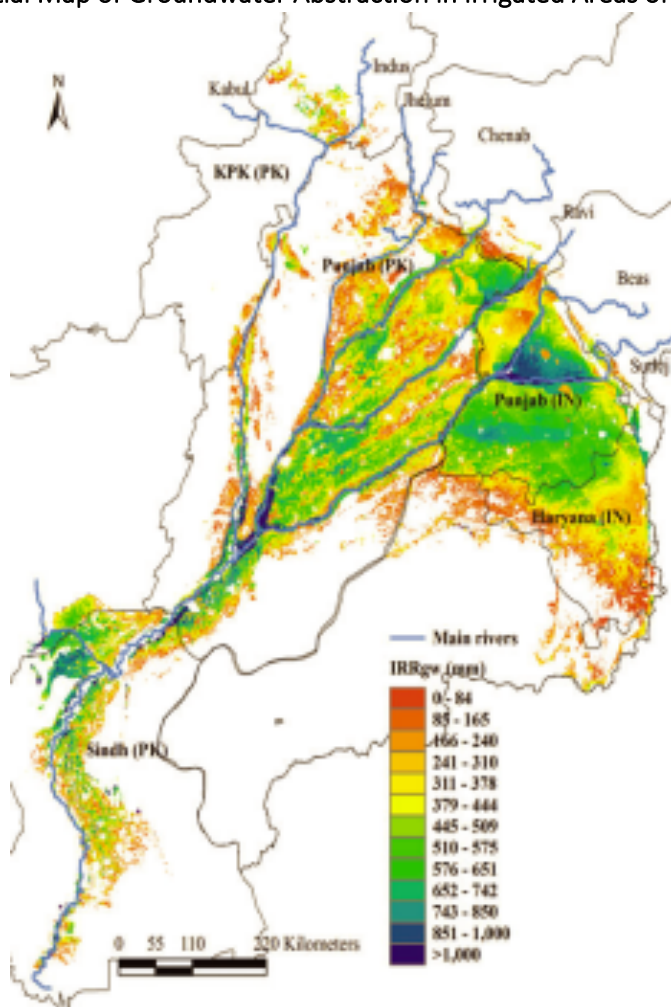 ial Map of Groundwater Abstraction in Irrigated Areas of
N
Indus
Kabul
Jhelum
Chenab
KPK (PK)
Ravi
Punjab (PK)
Beas
Sutlej
Punjab (IN)
Haryana (IN)
Main rivers
IRRgw (mm)
0 - 84
85 - 165
166 - 240
241 - 310
311 - 378
379 - 444
445 - 509
510 - 575
576 - 651
652 - 742
743 - 850
851 - 1,000
>1,000
Sindh (PK)
0 55 110 220 Kilometers